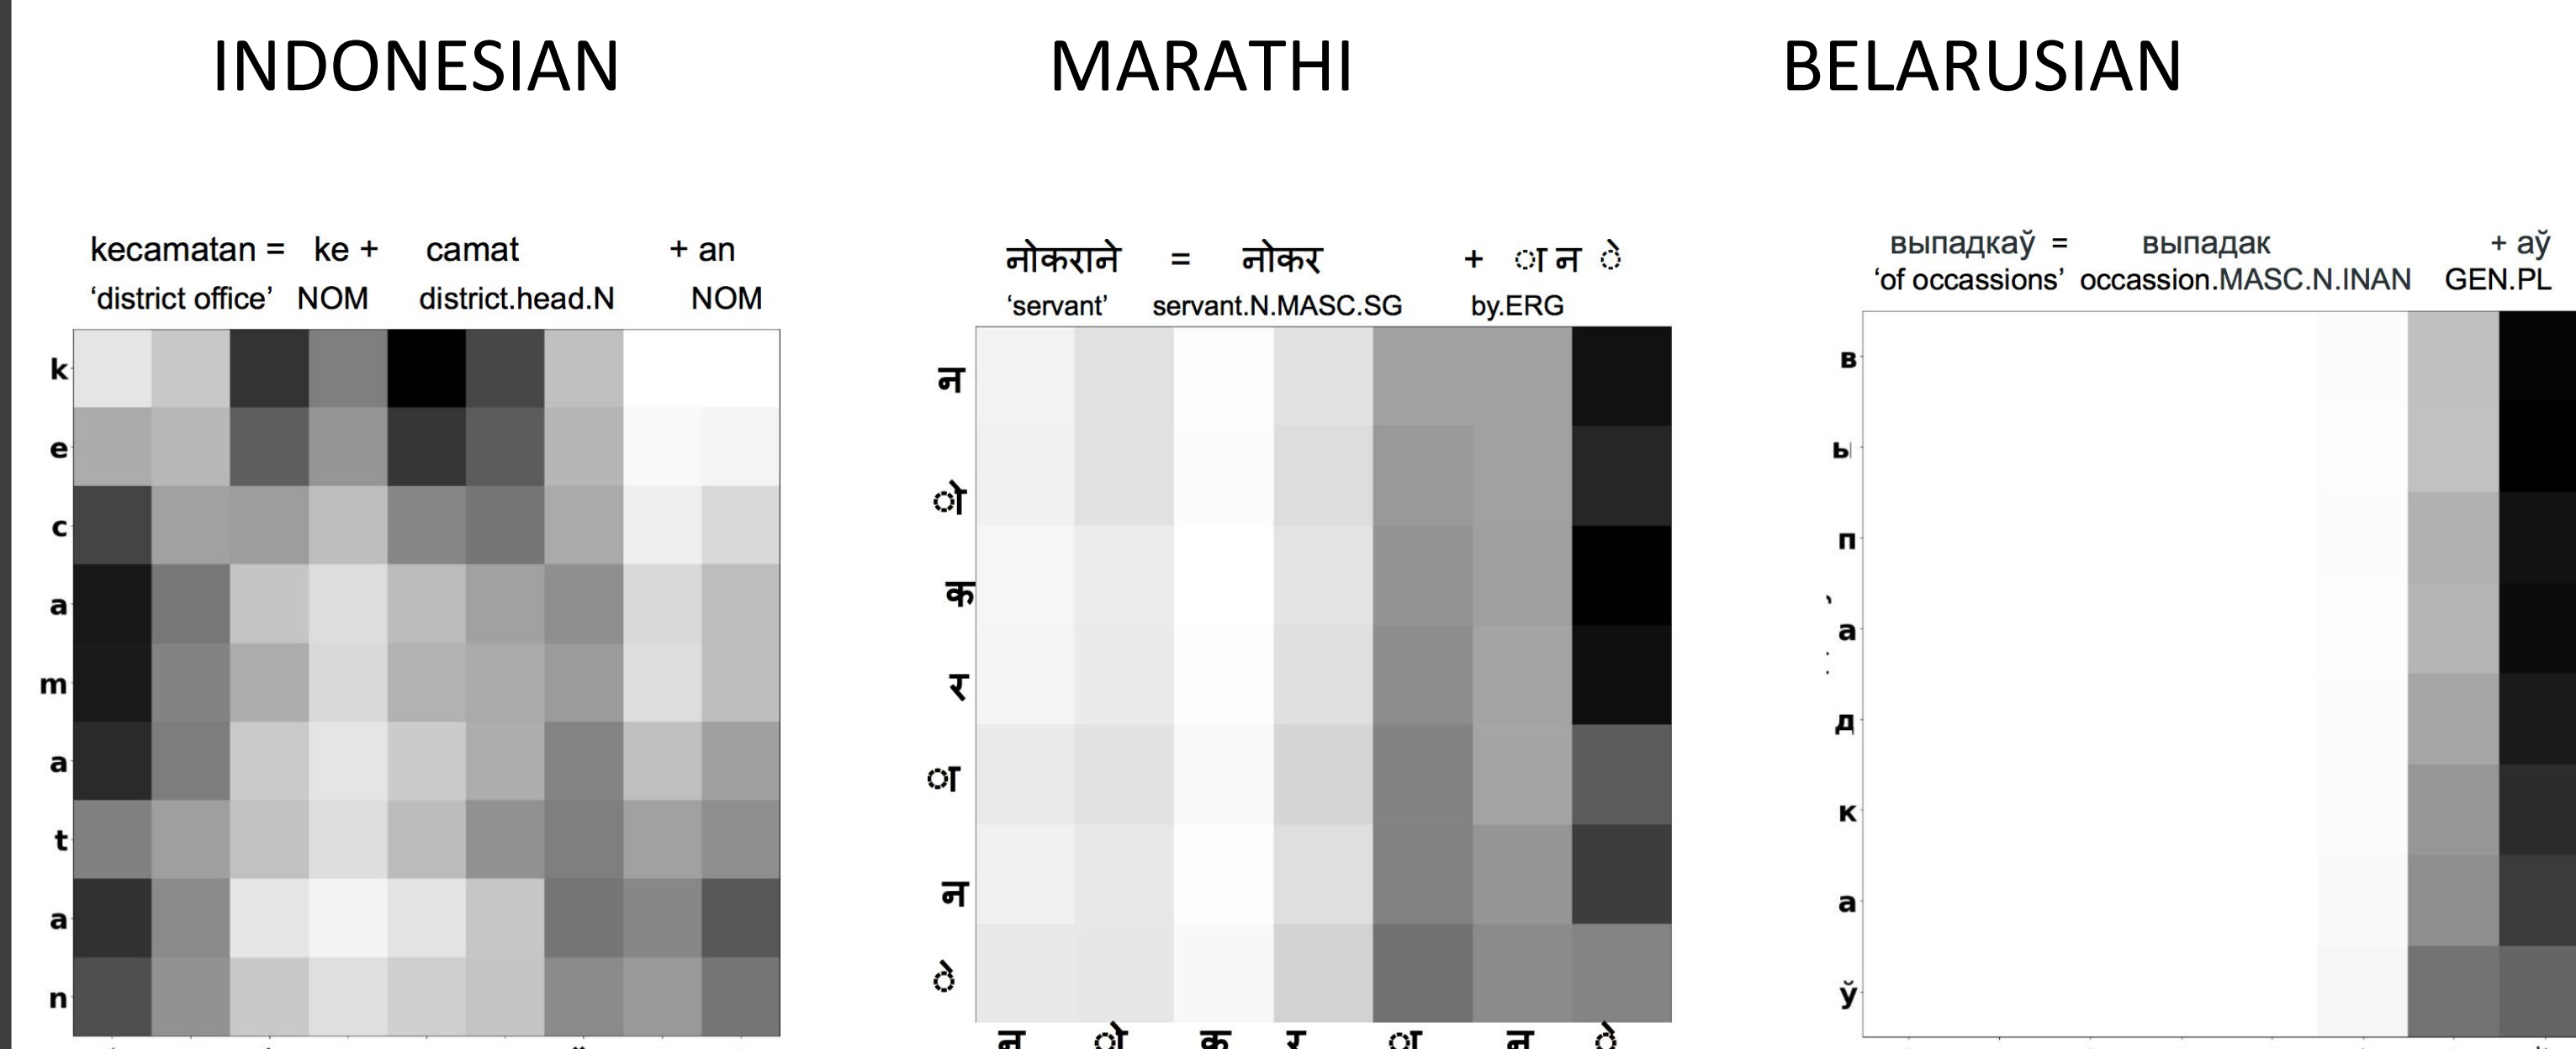 INDONESIAN
MARATHI
BELARUSIAN
kecamatan = ke + camat + an
‘district office’ NOM district.head.N NOM
k
e
c
a
m
a
t
a
n
नोकराने = नोकर + ा न े
‘servant’ servant.N.MASC.SG by.ERG
न
ो
क
र
ा
न
े
न ो क र ा न े
выпадкаў = выпадак + аў
‘of occassions’ occassion.MASC.N.INAN GEN.PL
в
ы
п
а
д
к
а
ў